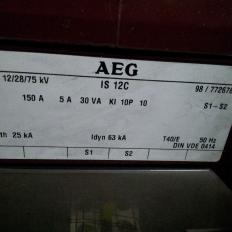 AEG
12/28/75 kV IS 12C 98 / 772676
150 A 5 A 30 VA Kl 10P 10 S1-S2
th 25 kA Idyn 63 kA T40/E 50 Hz
DIN VDE 0414
S1 S2